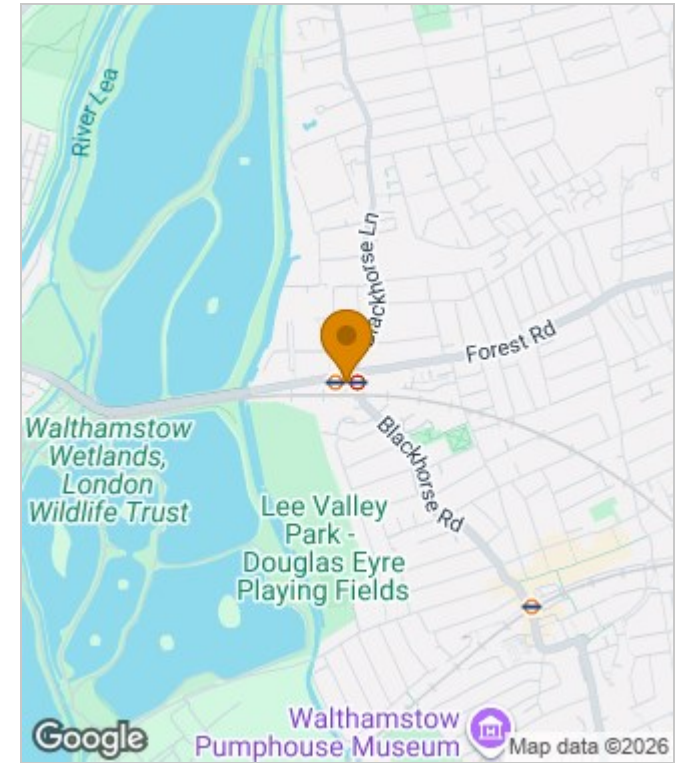 River Lea
Blackhorse Ln
Forest Rd
Walthamstow
Wetlands,
London
Wildlife Trust
Blackhorse Rd
Lee Valley
Park -
Douglas Eyre
Playing Fields
Walthamstow
Pumphouse Museum
Google
Map data ©2026